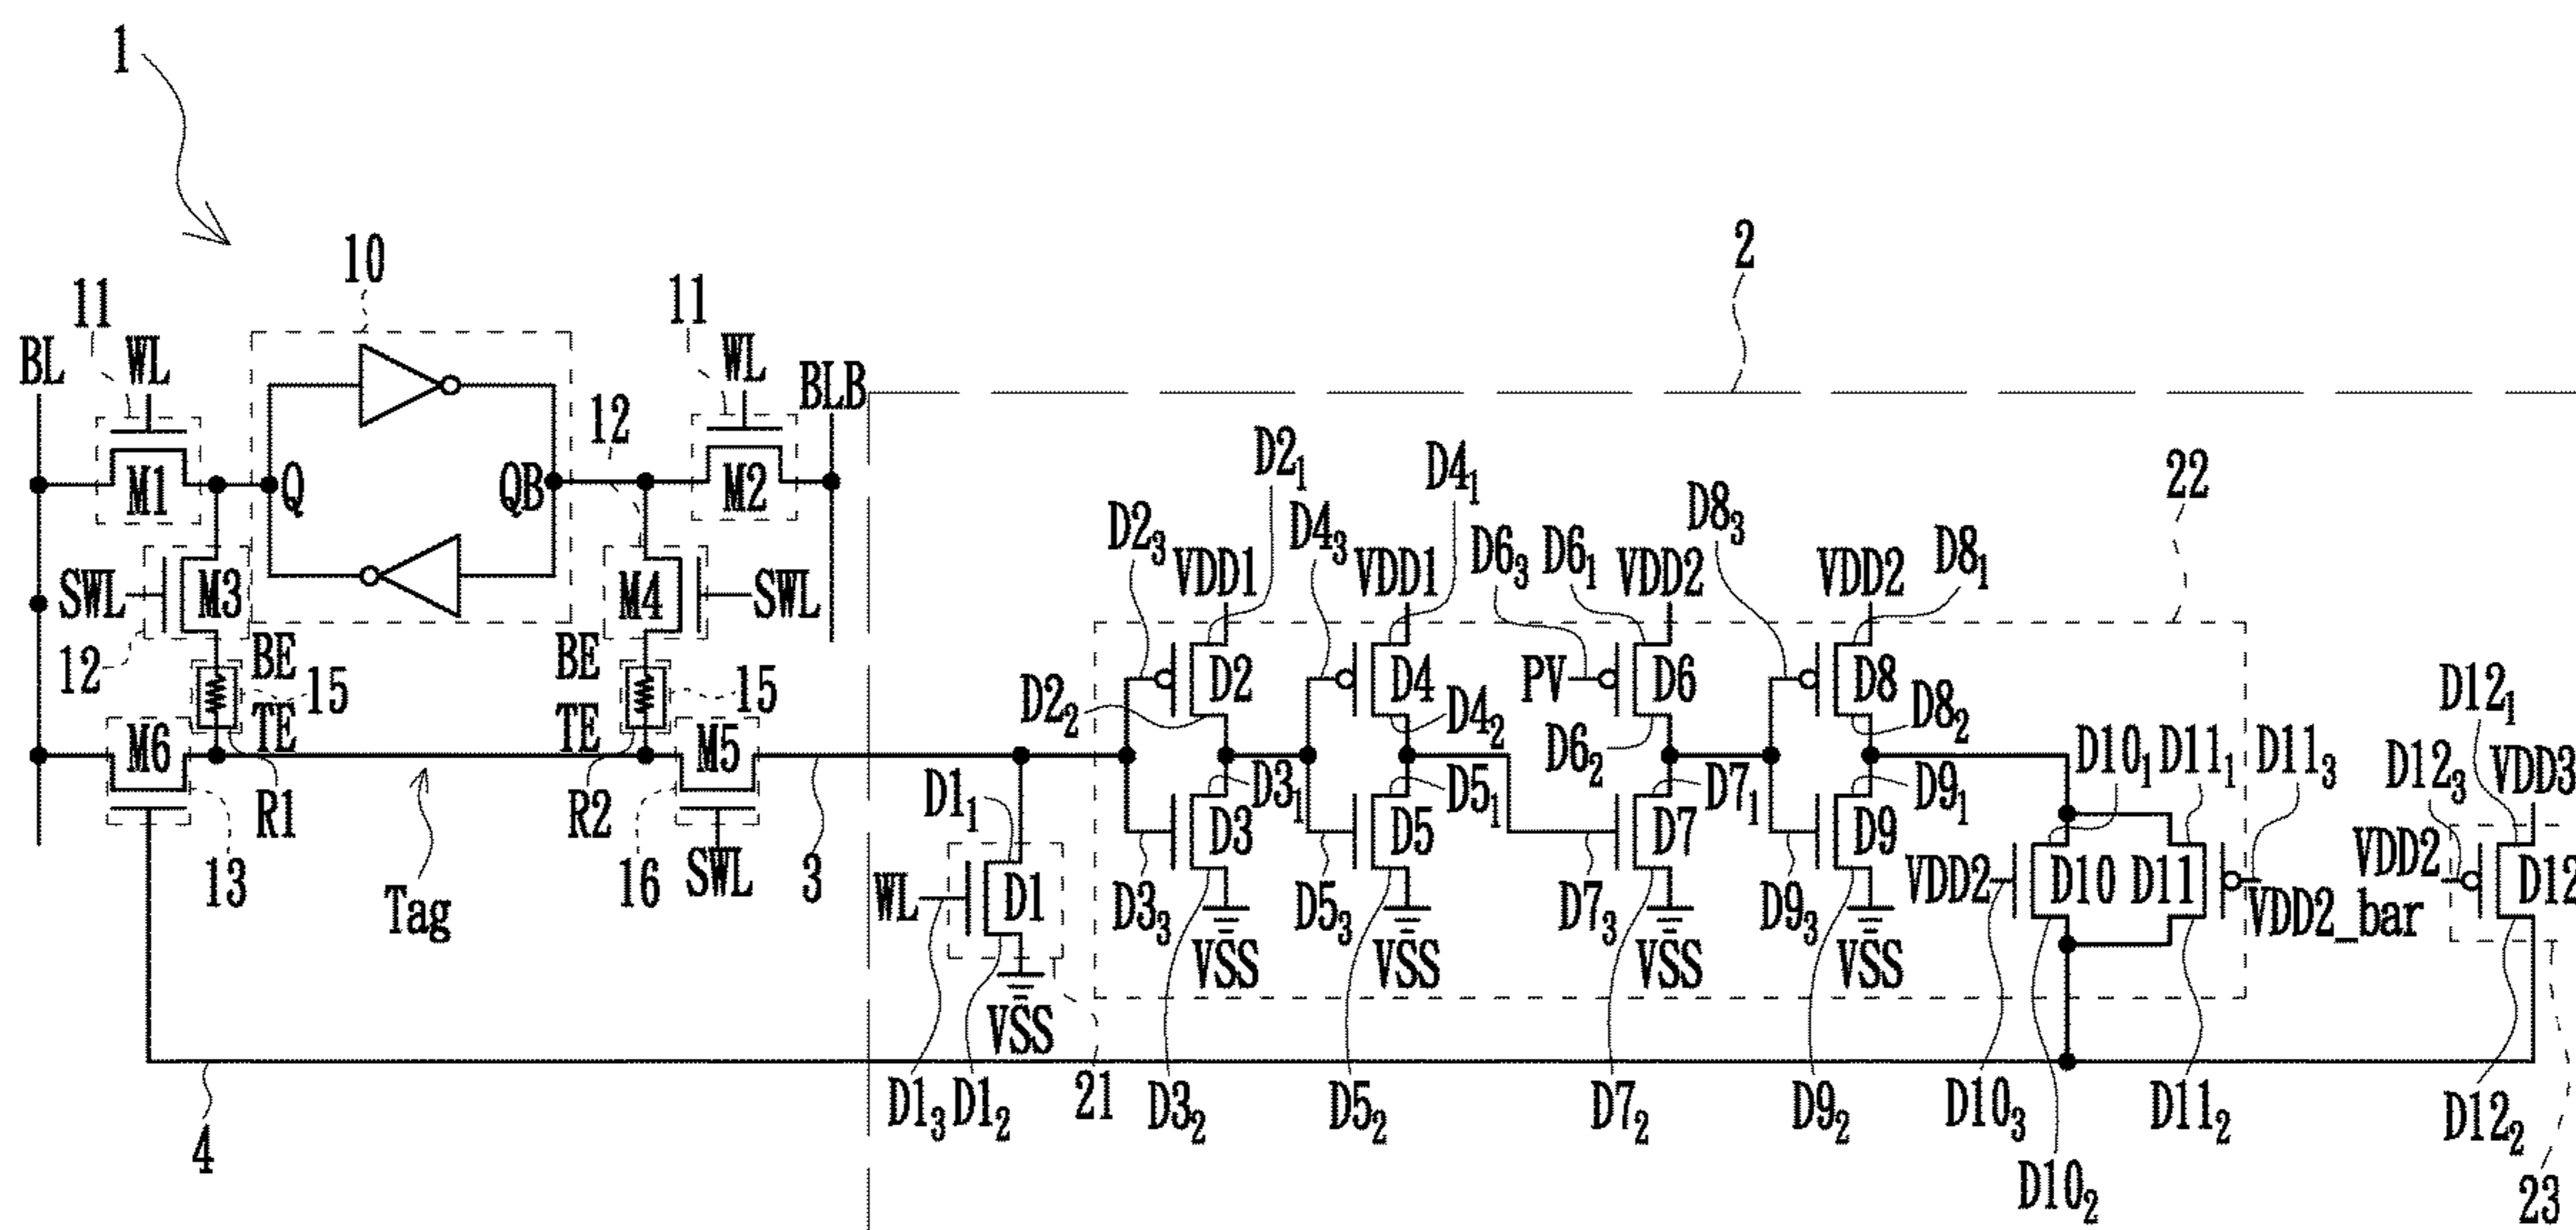 1
2
10
11
11
22
BL
WL
WL
BLB
12
D2₁
D4₁
M1
Q
QB
M2
D2₃
D4₃
D8₃
D6₃
D6₁
D8₁
VDD1
VDD1
VDD2
VDD2
SWL
M3
M4
SWL
12
BE
15
BE
15
D2
D4
PV
D6
D8
D2₂
D4₂
D6₂
D8₂
D12₁
M6
TE
TE
M5
D10₁
D11₁
D11₃
D12₃
VDD3
R1
R2
D1₁
D3₁
D5₁
D7₁
D9₁
D3
D5
D7
D9
13
Tag
16
SWL
3
WL
D1
D3₃
D5₃
D7₃
D9₃
VDD2
D10
D11
VDD2_bar
VDD2
D12
VSS
VSS
VSS
VSS
VSS
4
D1₃
D1₂
21
D3₂
D5₂
D7₂
D9₂
D10₃
D10₂
D11₂
D12₂
23